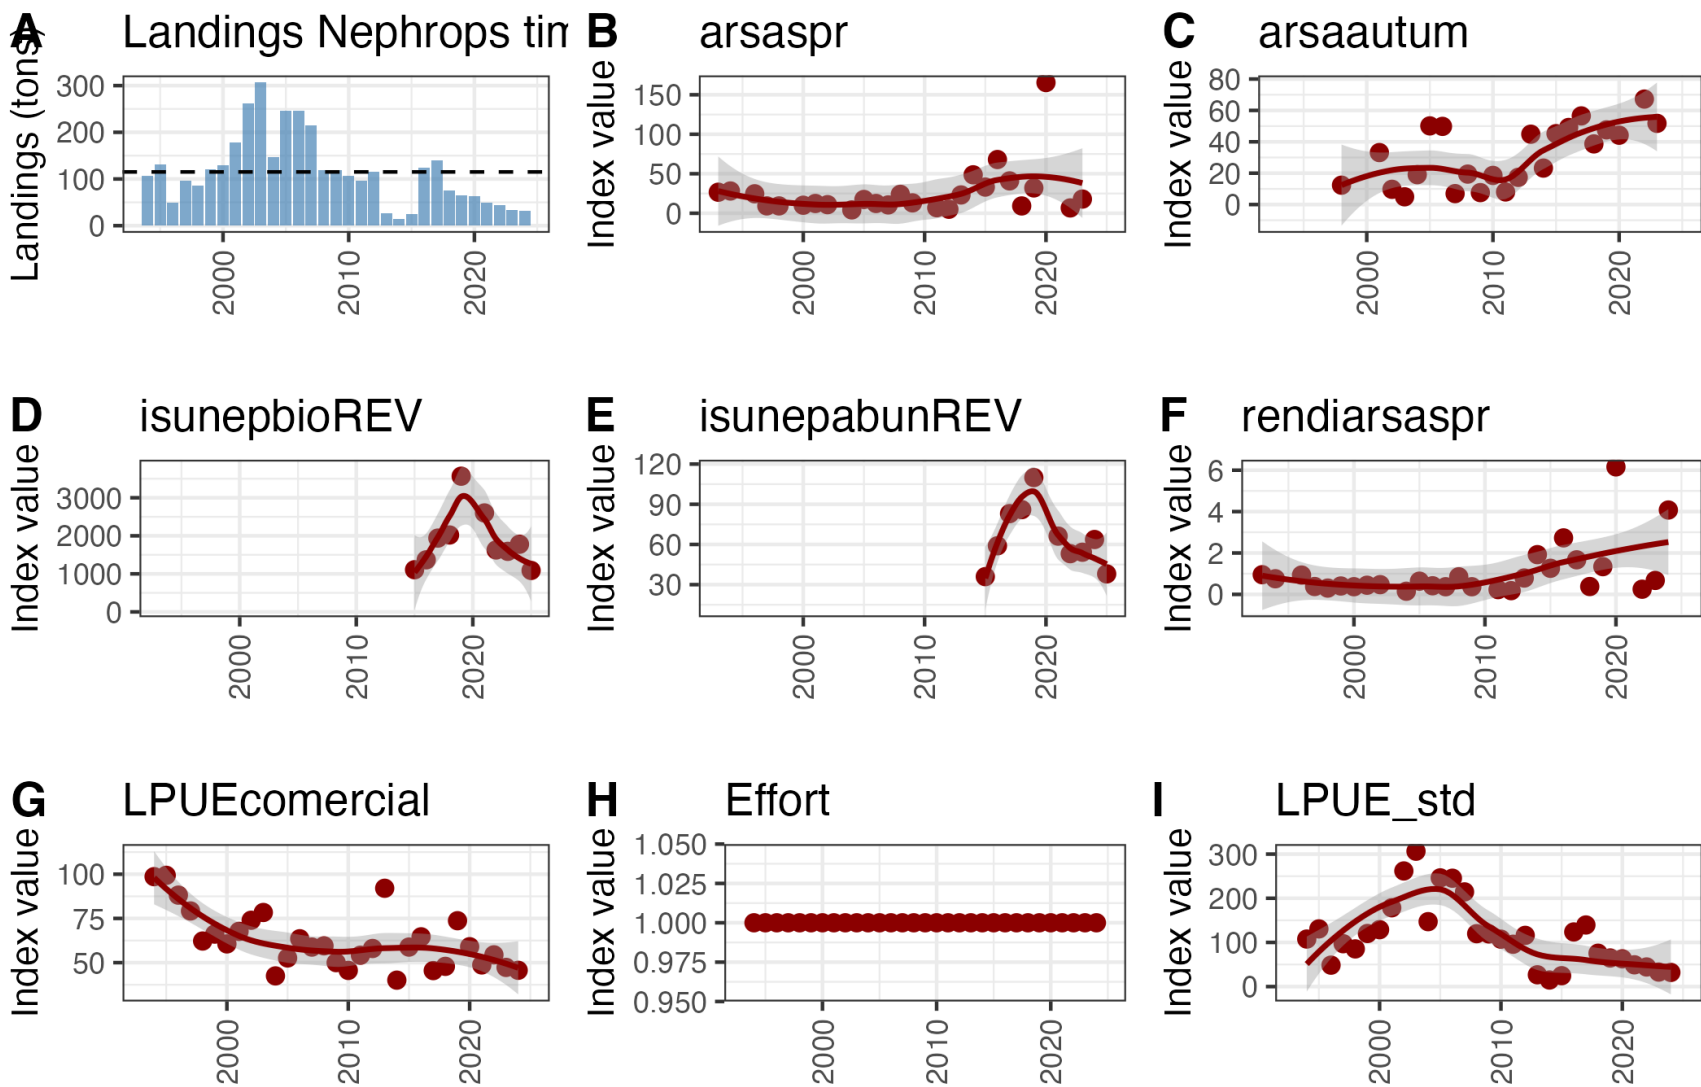 A Landings Nephrops tim
Landings (tons)
300
200
100
0
2000 2010 2020
B arsaspr
Index value
150
100
50
0
2000 2010 2020
C arsaautum
Index value
80
60
40
20
0
2000 2010 2020
D isunepbioREV
Index value
3000
2000
1000
0
2000 2010 2020
E isunepabunREV
Index value
120
90
60
30
2000 2010 2020
F rendiarsaspr
Index value
6
4
2
0
2000 2010 2020
G LPUEcomercial
Index value
100
75
50
2000 2010 2020
H Effort
Index value
1.050
1.025
1.000
0.975
0.950
2000 2010 2020
I LPUE_std
Index value
300
200
100
0
2000 2010 2020